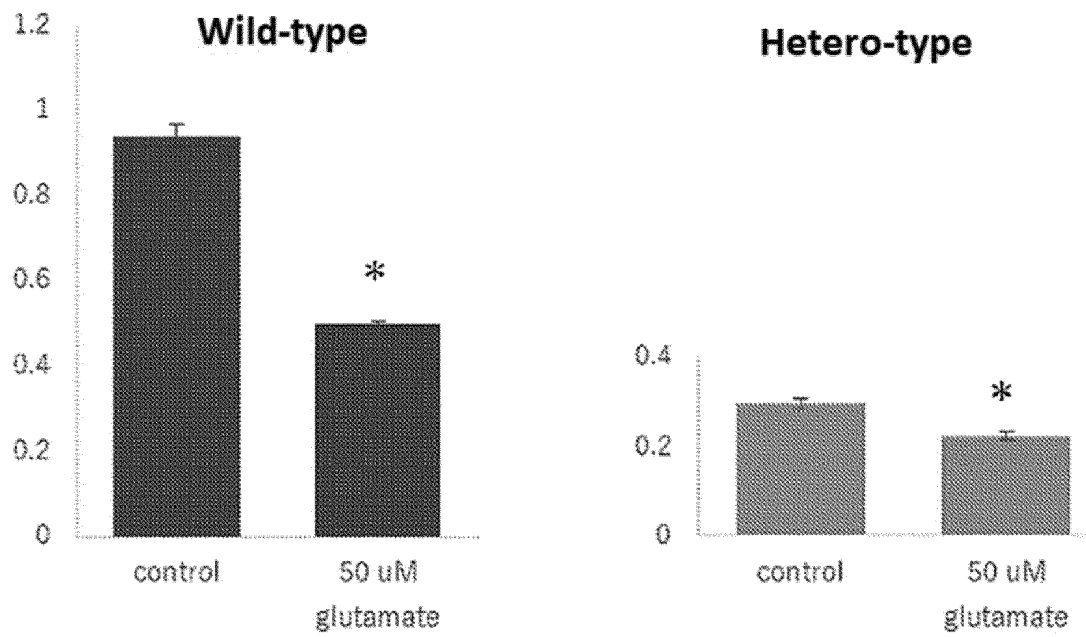 Wild-type
1.2
1
0.8
0.6
0.4
0.2
0
*
control
50 uM
glutamate
Hetero-type
0.4
0.2
0
*
control
50 uM
glutamate